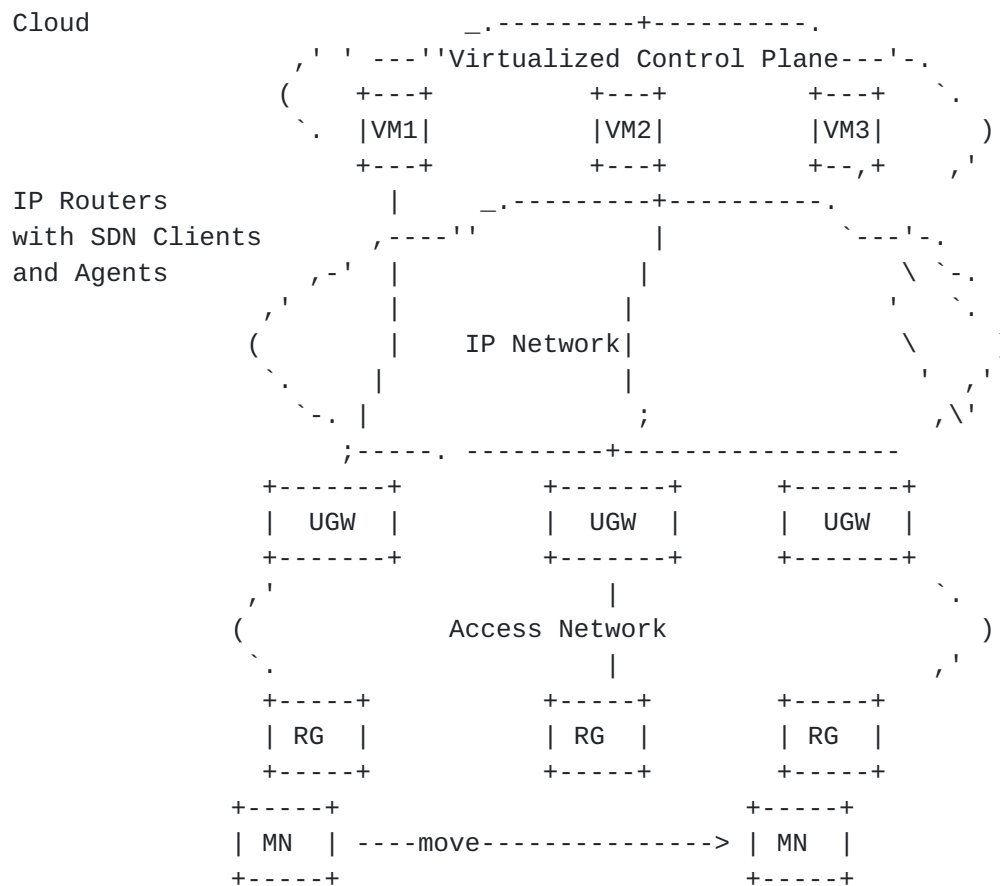 Cloud
Virtualized Control Plane
VM1 VM2 VM3
IP Routers
with SDN Clients
and Agents
IP Network
UGW UGW UGW
Access Network
RG RG RG
MN move MN